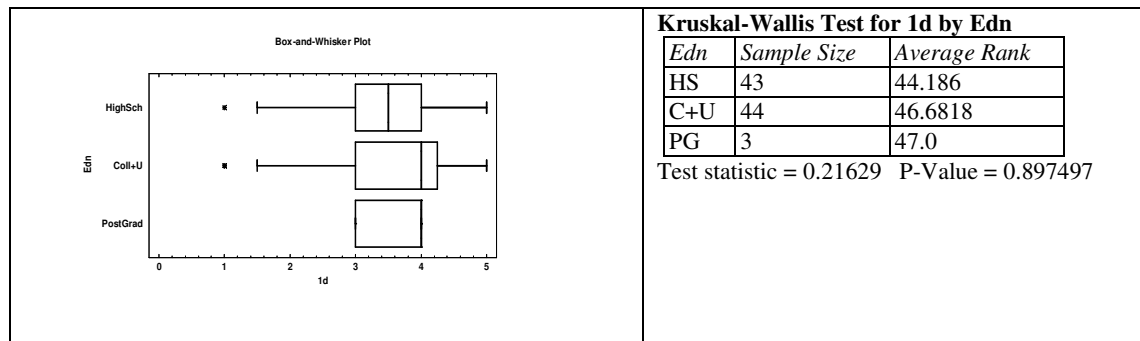 Box-and-Whisker Plot
HighSch
Coll+U
PostGrad
Edn
0 1 2 3 4 5
1d
Kruskal-Wallis Test for 1d by Edn
Edn Sample Size Average Rank
HS 43 44.186
C+U 44 46.6818
PG 3 47.0
Test statistic = 0.21629 P-Value = 0.897497